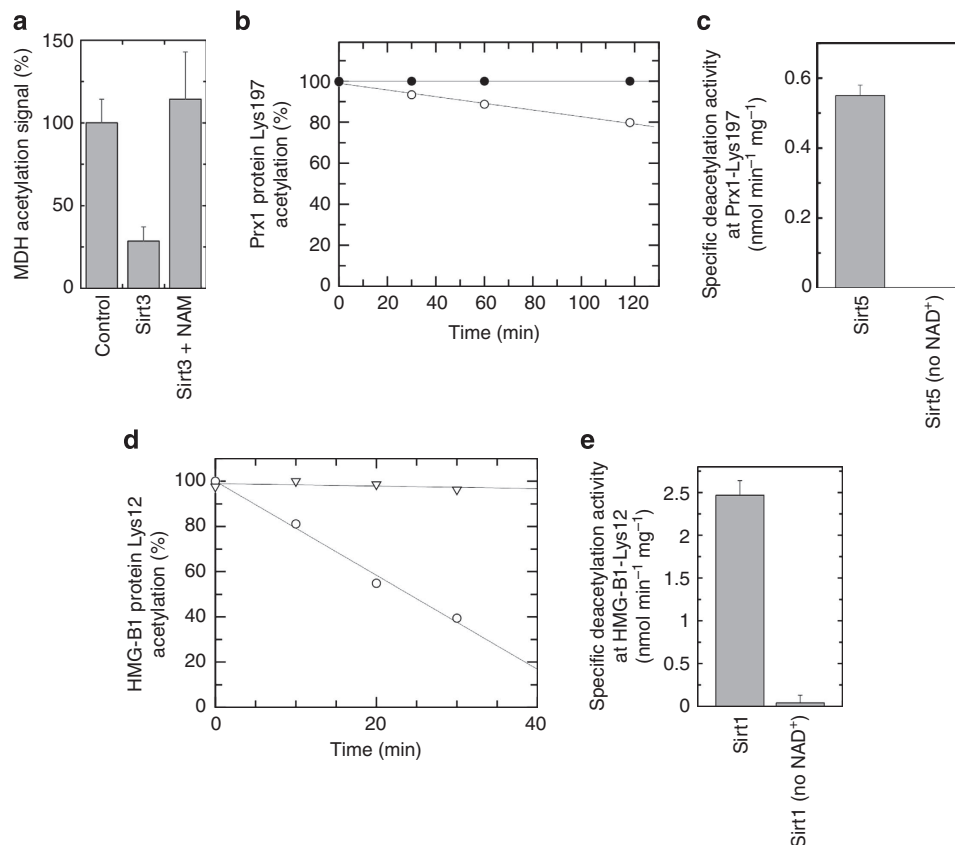 a
MDH acetylation signal (%)
150
100
50
0
Control
Sirt3
Sirt3 + NAM
b
Prx1 protein Lys197
acetylation (%)
100
80
60
40
20
0
0 20 40 60 80 100 120
Time (min)
c
Specific deacetylation activity
at Prx1-Lys197
(nmol min⁻¹ mg⁻¹)
0.6
0.4
0.2
0
Sirt5
Sirt5 (no NAD⁺)
d
HMG-B1 protein Lys12
acetylation (%)
100
80
60
40
20
0
0 20 40
Time (min)
e
Specific deacetylation activity
at HMG-B1-Lys12
(nmol min⁻¹ mg⁻¹)
2.5
2
1.5
1
0.5
0
Sirt1
Sirt1 (no NAD⁺)